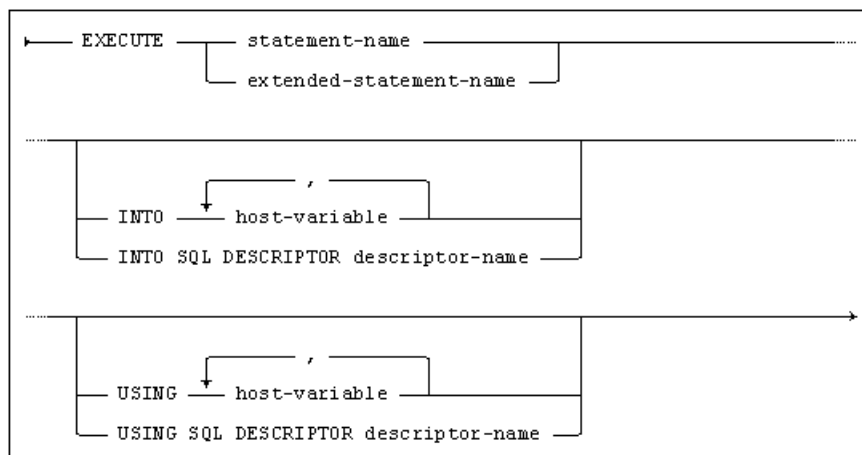 EXECUTE statement-name
extended-statement-name
,
INTO host-variable
INTO SQL DESCRIPTOR descriptor-name
,
USING host-variable
USING SQL DESCRIPTOR descriptor-name